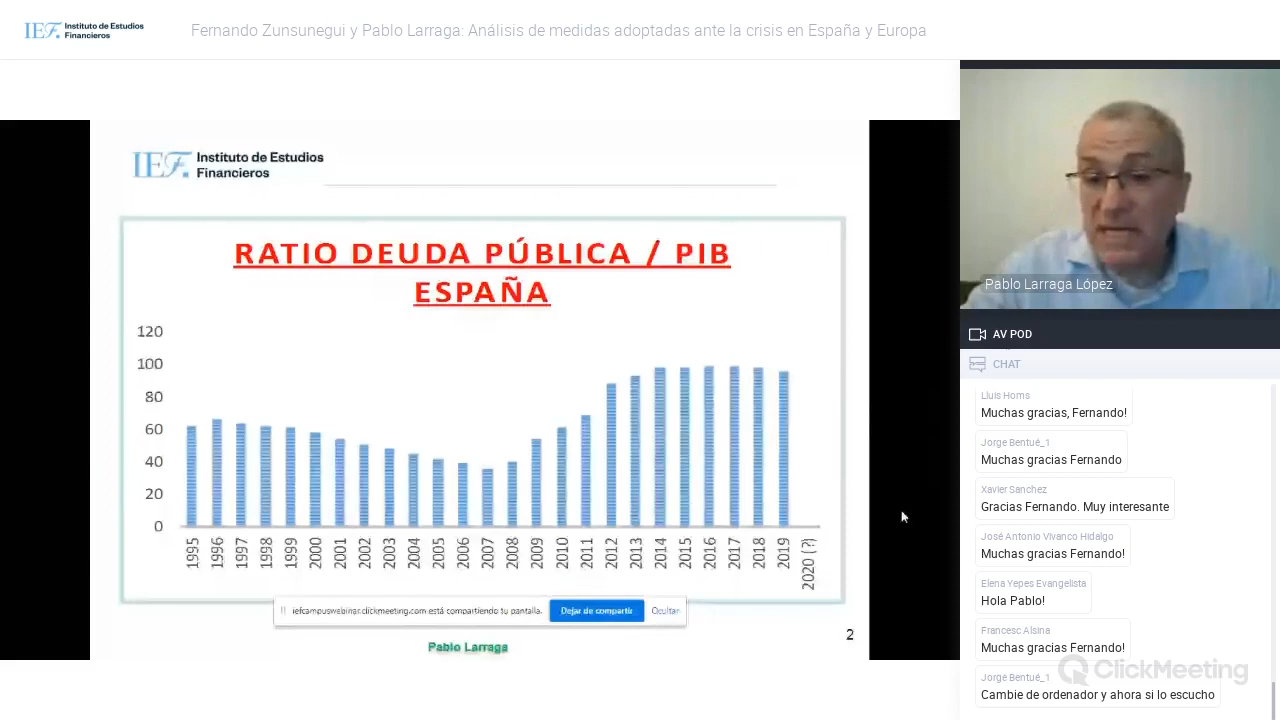 IEF. Instituto de Estudios
Financieros
Fernando Zunsunegui y Pablo Larraga: Análisis de medidas adoptadas ante la crisis en España y Europa
IEF. Instituto de Estudios
Financieros
RATIO DEUDA PÚBLICA / PIB
ESPAÑA
120
100
80
60
40
20
0
1995 1996 1997 1998 1999 2000 2001 2002 2003 2004 2005 2006 2007 2008 2009 2010 2011 2012 2013 2014 2015 2016 2017 2018 2019 2020 (?)
iefcampuswebinar.clickmeeting.com está compartiendo tu pantalla. Dejar de compartir Ocultar
2
Pablo Larraga
Pablo Larraga López
AV POD
CHAT
Lluis Homs
Muchas gracias, Fernando!
Jorge Bentué_1
Muchas gracias Fernando
Xavier Sanchez
Gracias Fernando. Muy interesante
José Antonio Vivanco Hidalgo
Muchas gracias Fernando!
Elena Yepes Evangelista
Hola Pablo!
Francesc Alsina
Muchas gracias Fernando!
ClickMeeting
Jorge Bentué_1
Cambie de ordenador y ahora si lo escucho